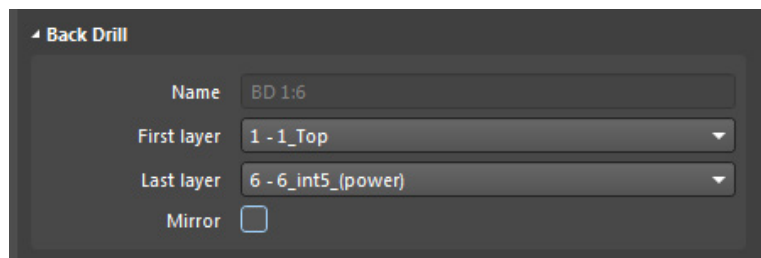 Back Drill
Name BD 1:6
First layer 1 - 1_Top
Last layer 6 - 6_int5_(power)
Mirror